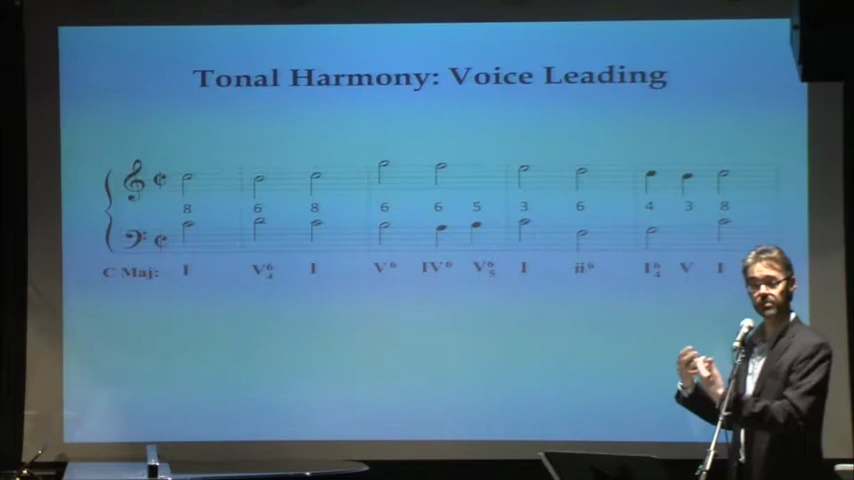 Tonal Harmony: Voice Leading
8 6 8 6 6 5 3 6 4 3 8
C Maj: I V6/4 I V6 IV6 V6/5 I ii6 I6/4 V I